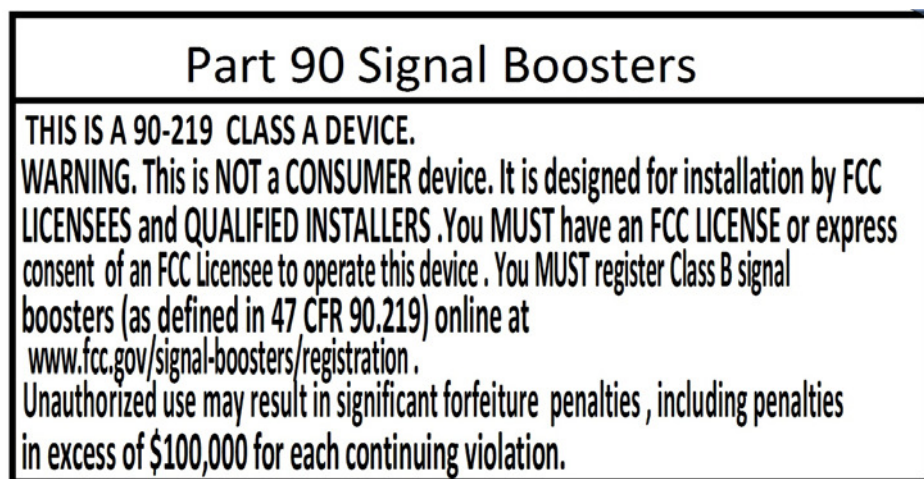 Part 90 Signal Boosters
THIS IS A 90-219 CLASS A DEVICE.
WARNING. This is NOT a CONSUMER device. It is designed for installation by FCC
LICENSEES and QUALIFIED INSTALLERS .You MUST have an FCC LICENSE or express
consent of an FCC Licensee to operate this device . You MUST register Class B signal
boosters (as defined in 47 CFR 90.219) online at
www.fcc.gov/signal-boosters/registration .
Unauthorized use may result in significant forfeiture penalties , including penalties
in excess of $100,000 for each continuing violation.